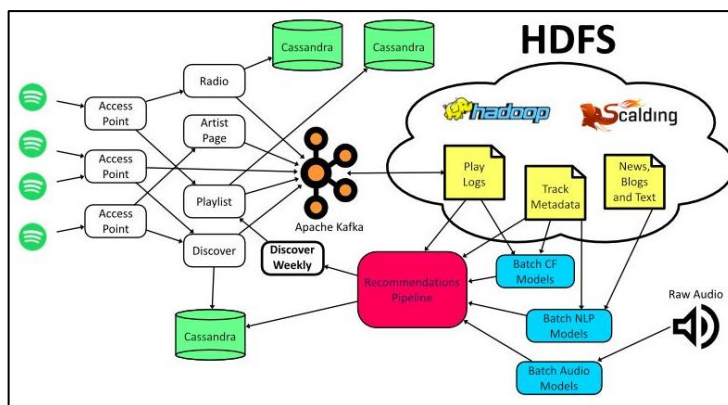 Cassandra
Cassandra
HDFS
Radio
hadoop
Scalding
Access
Point
Artist
Page
Access
Point
Play
Logs
Track
Metadata
News,
Blogs
and Text
Playlist
Apache Kafka
Access
Point
Discover
Discover
Weekly
Batch CF
Models
Recommendations
Pipeline
Raw Audio
Cassandra
Batch NLP
Models
Batch Audio
Models